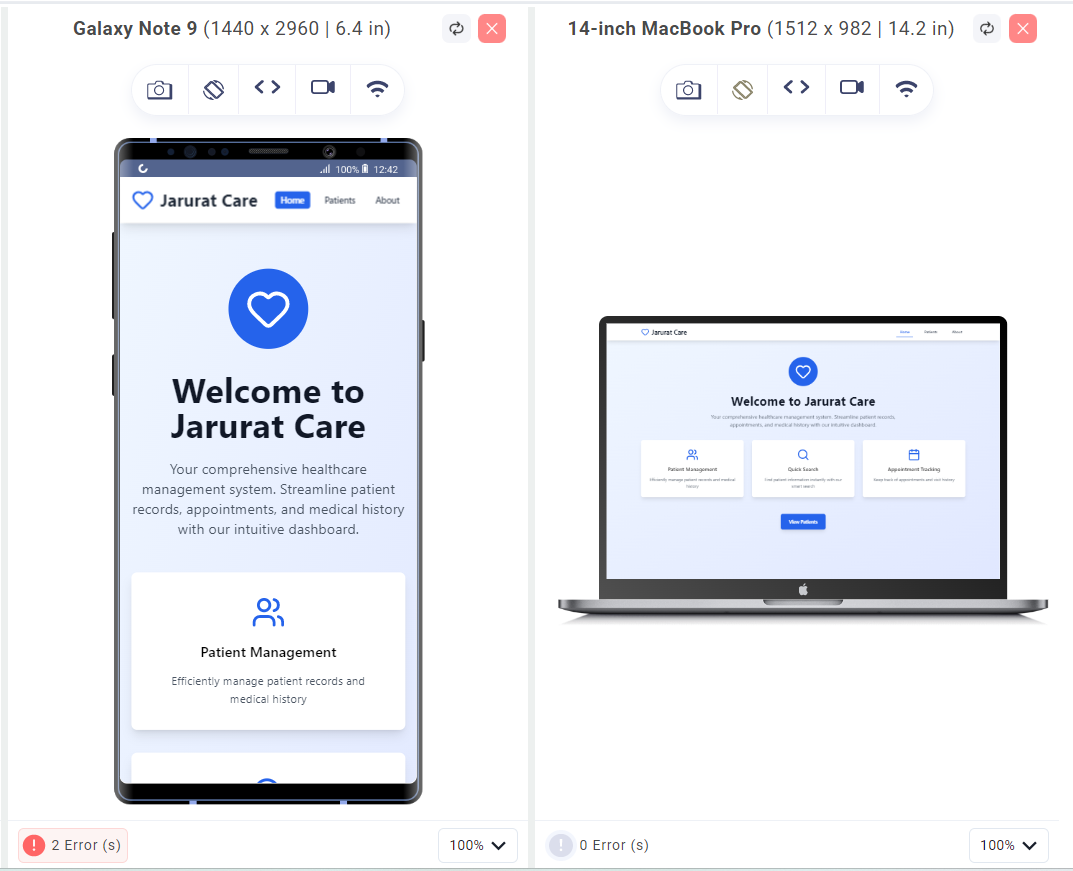 Galaxy Note 9 (1440 x 2960 | 6.4 in)
100% 12:42
Jarurat Care Home Patients About
Welcome to
Jarurat Care
Your comprehensive healthcare
management system. Streamline patient
records, appointments, and medical history
with our intuitive dashboard.
Patient Management
Efficiently manage patient records and
medical history
2 Error (s) 100%
14-inch MacBook Pro (1512 x 982 | 14.2 in)
Jarurat Care Home Patients About
Welcome to Jarurat Care
Your comprehensive healthcare management system. Streamline patient records,
appointments, and medical history with our intuitive dashboard.
Patient Management
Efficiently manage patient records and medical
history
Quick Search
Find patient information instantly with our
smart search
Appointment Tracking
Keep track of appointments and visit history
View Patients
0 Error (s) 100%